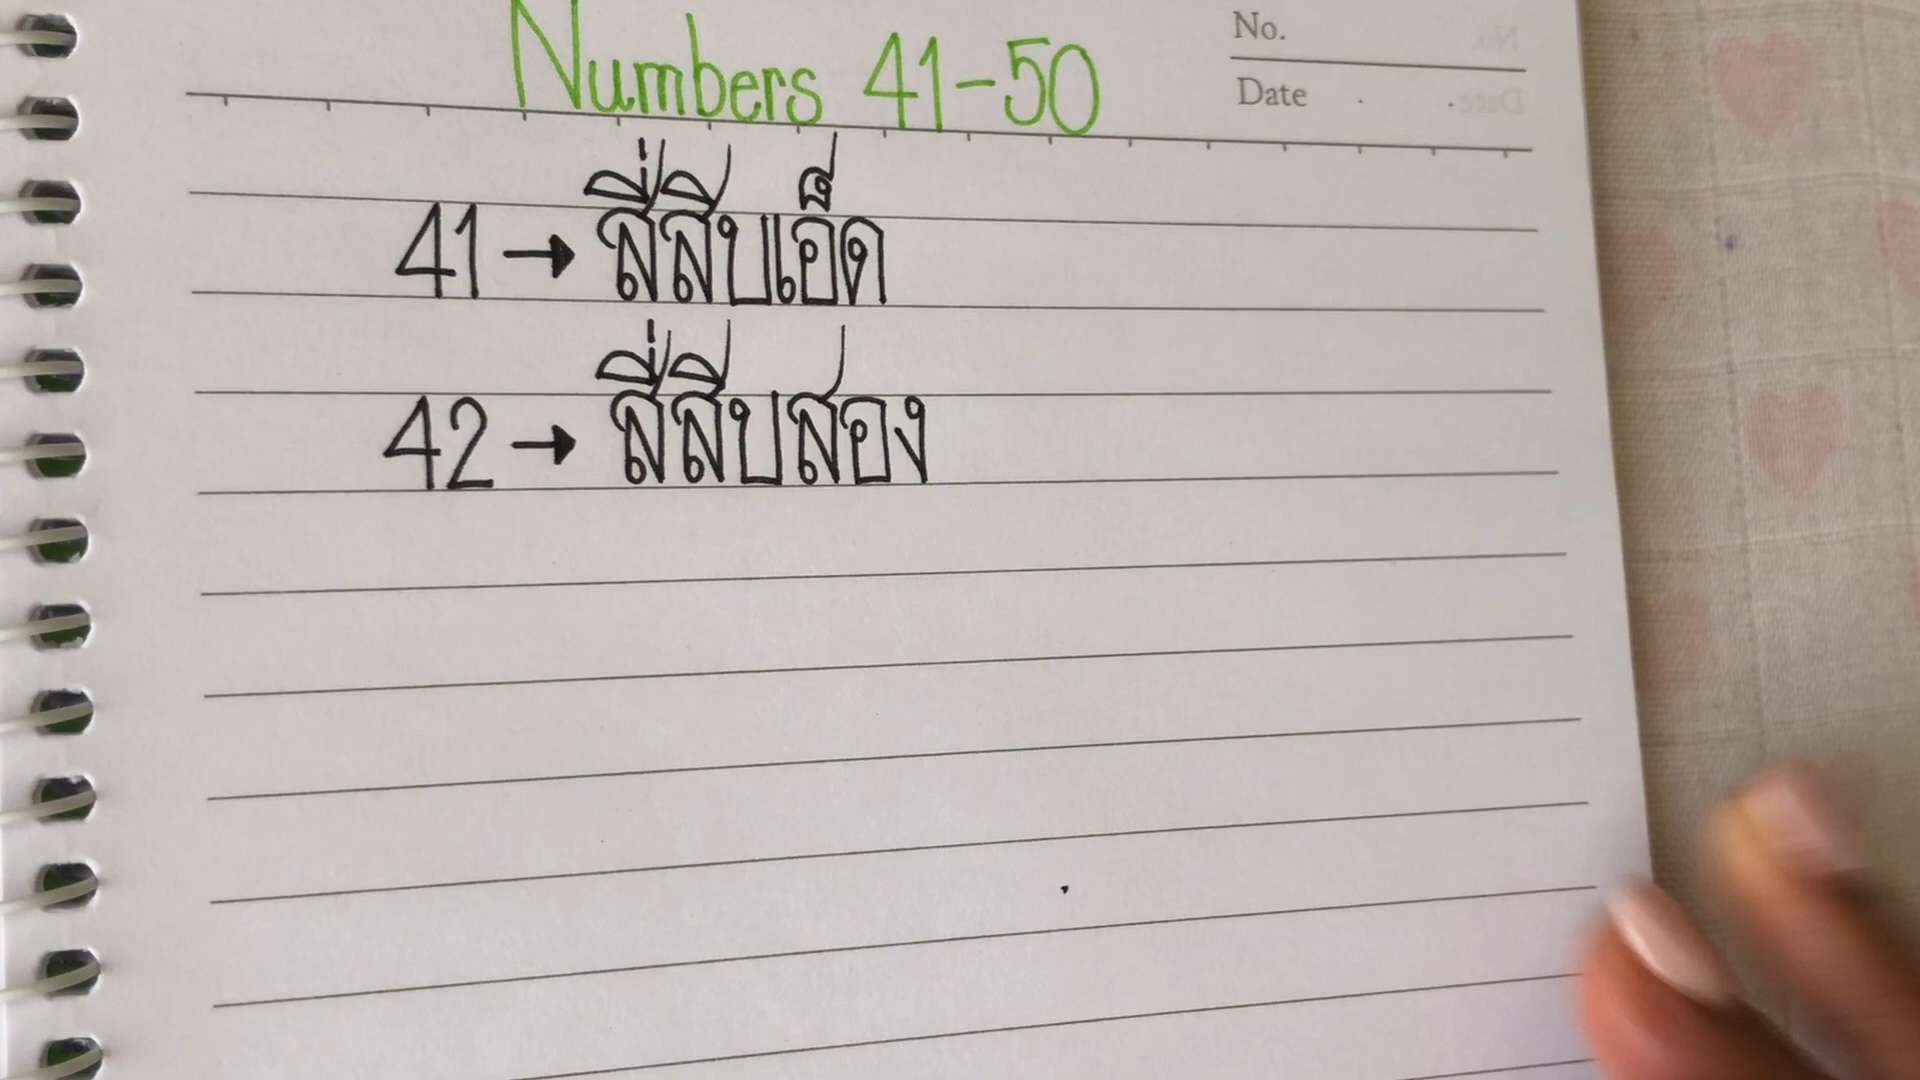 Numbers 41-50
No.
Date
41 → สี่สิบเอ็ด
42 → สี่สิบสอง